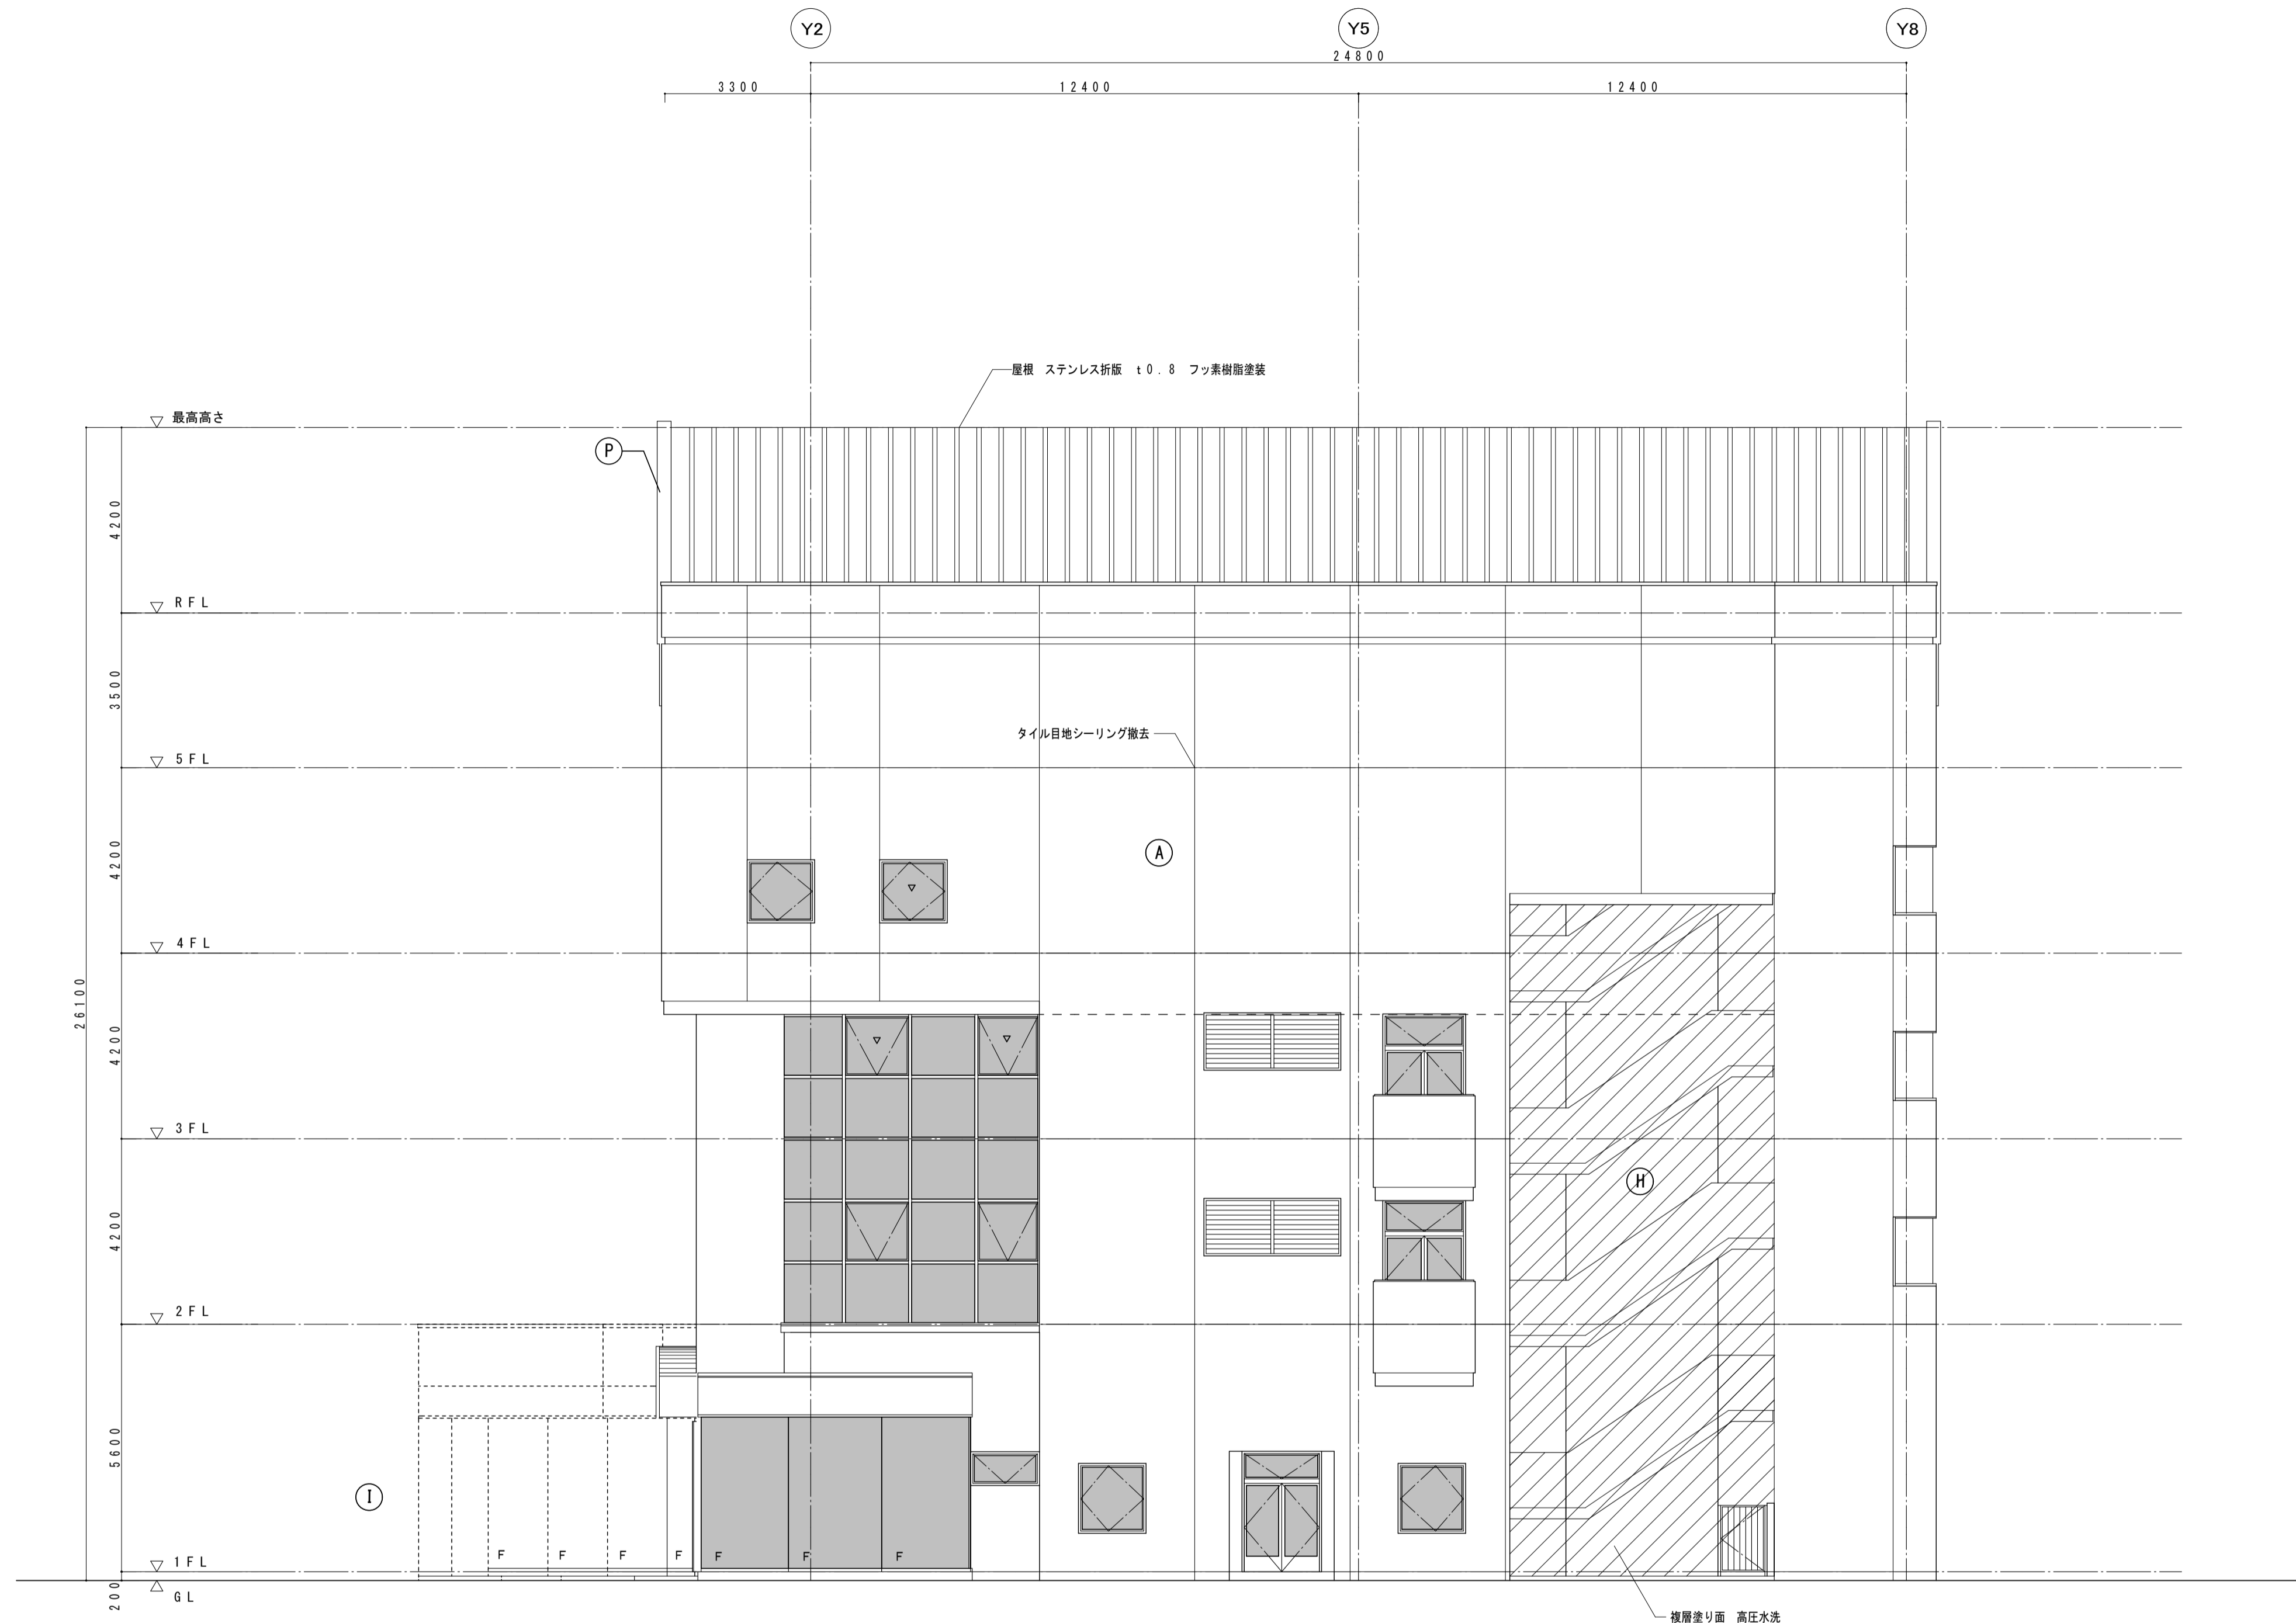 Y2
Y5
Y8
24800
3300
12400
12400
屋根　ステンレス折版　t0.8　フッ素樹脂塗装
最高高さ
P
4200
RFL
3500
タイル目地シーリング撤去
5FL
A
4200
4FL
26100
4200
3FL
H
4200
2FL
5600
I
F
F
F
F
F
F
F
1FL
200
GL
複層塗り面　高圧水洗